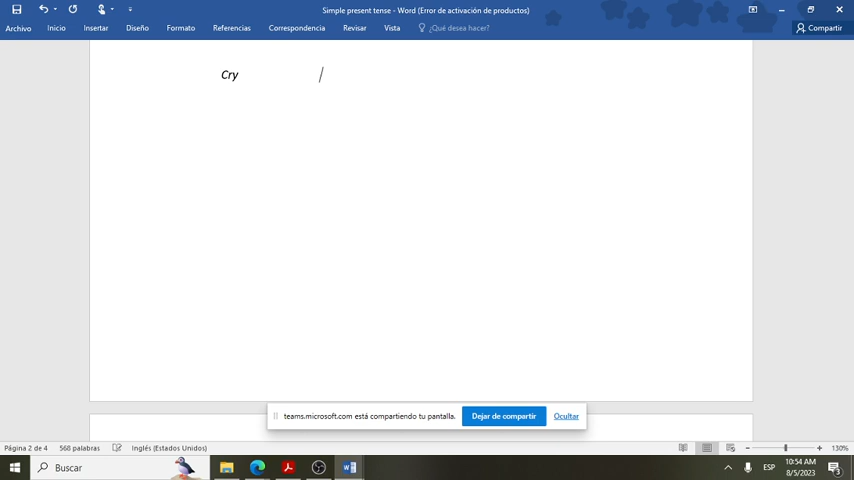 Simple present tense - Word (Error de activación de productos)
Archivo Inicio Insertar Diseño Formato Referencias Correspondencia Revisar Vista ¿Qué desea hacer? Compartir
Cry
teams.microsoft.com está compartiendo tu pantalla. Dejar de compartir Ocultar
Página 2 de 4 568 palabras Inglés (Estados Unidos) 130%
Buscar ESP 10:54 AM
8/5/2023 3